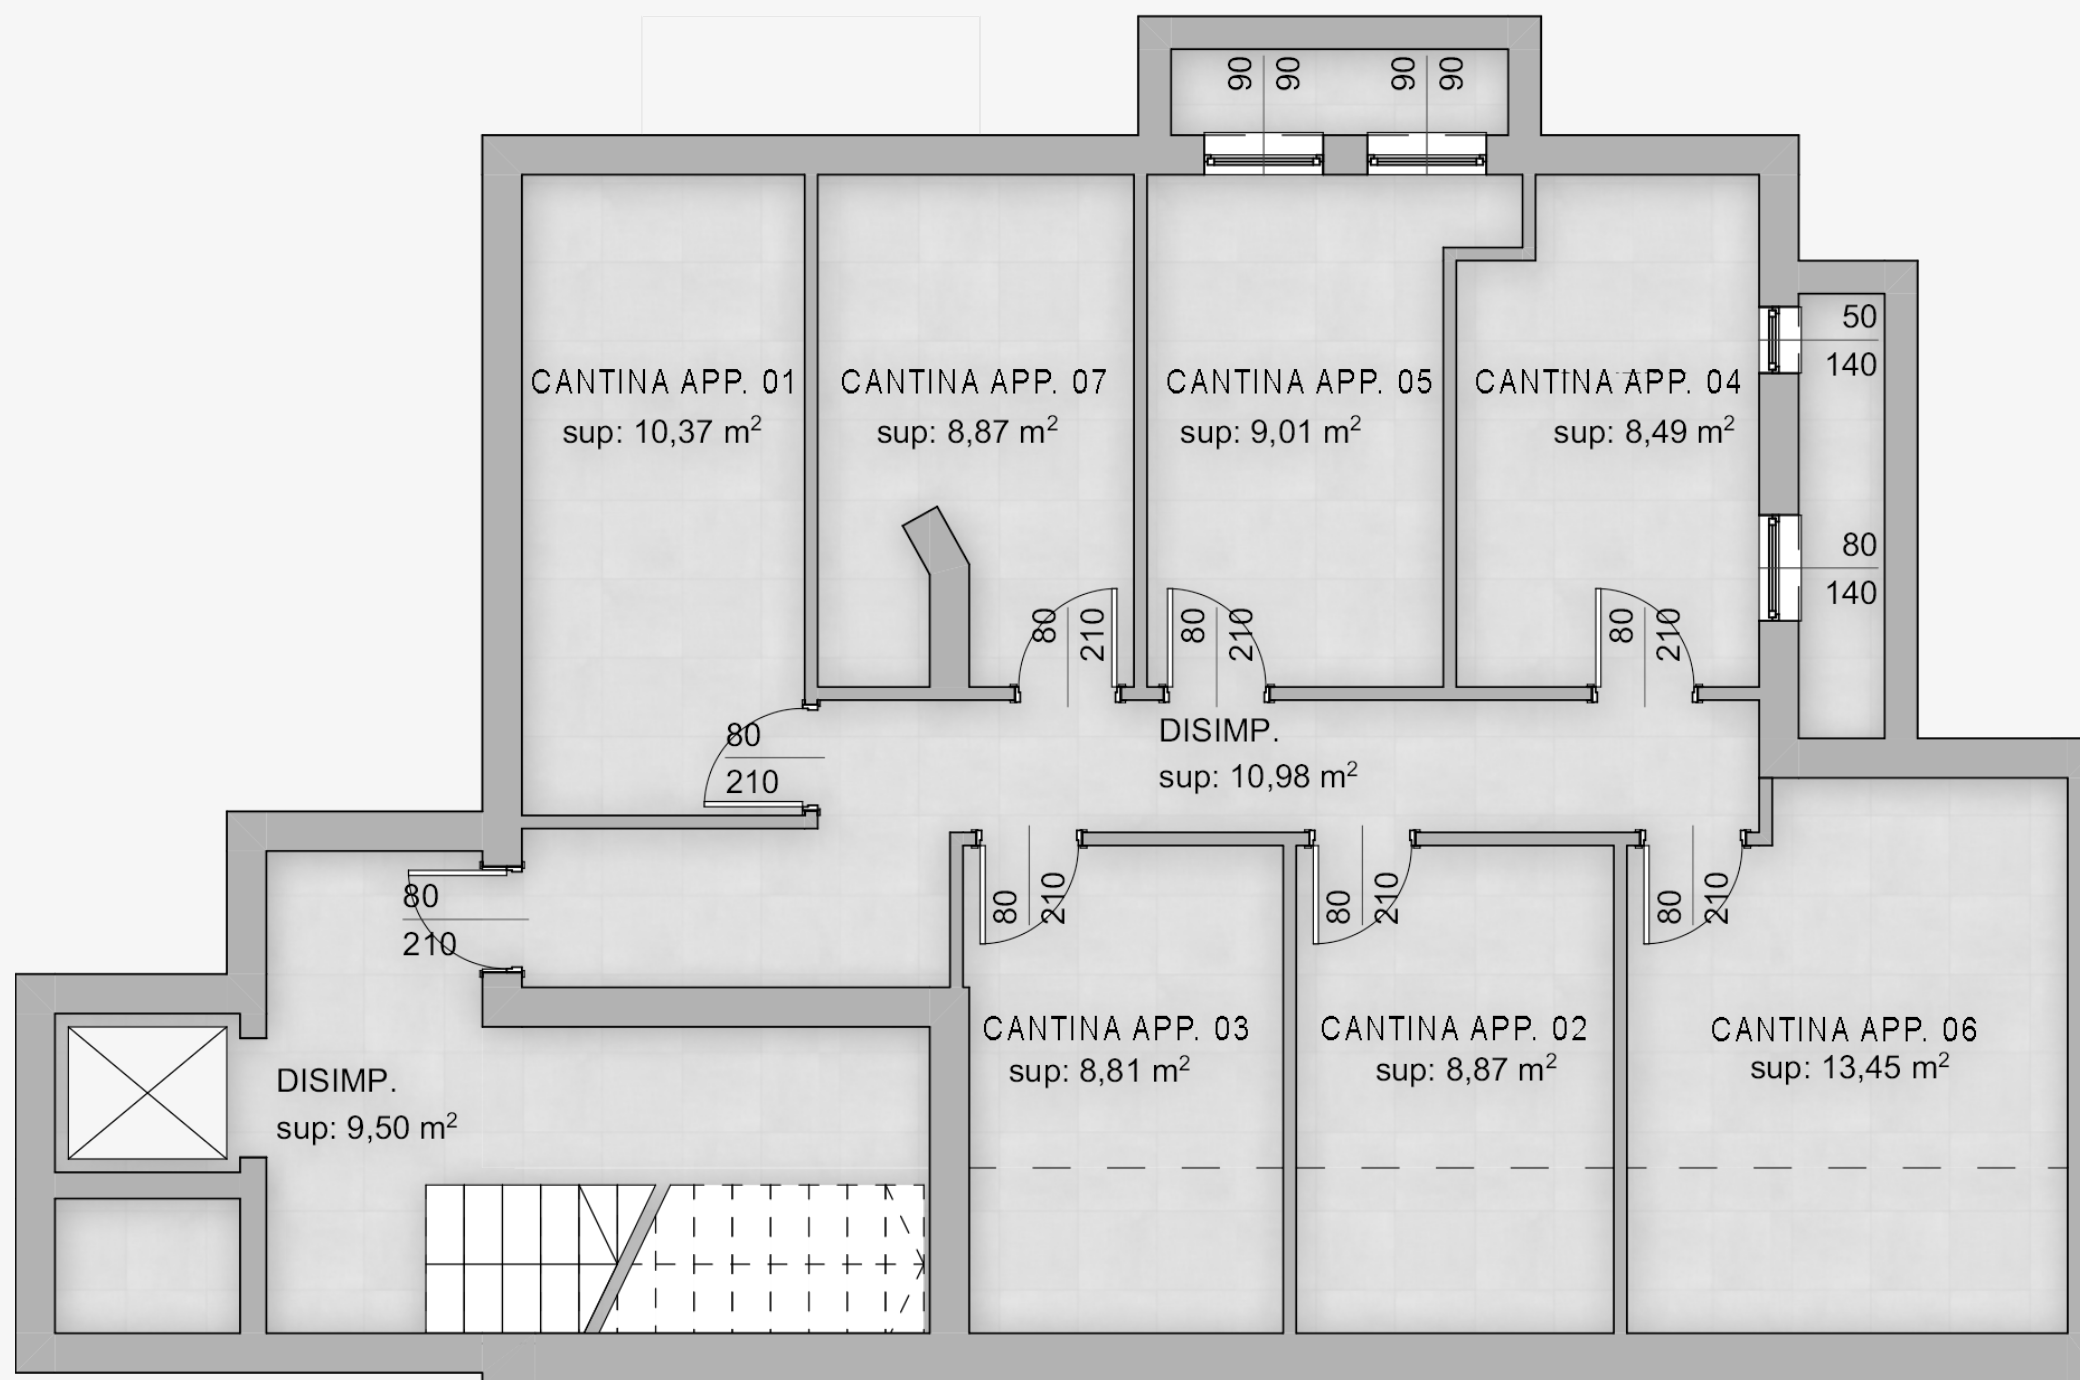 90
90
90
90
50
140
CANTINA APP. 01
sup: 10,37 m²
CANTINA APP. 07
sup: 8,87 m²
CANTINA APP. 05
sup: 9,01 m²
CANTINA APP. 04
sup: 8,49 m²
80
140
80
210
80
210
80
210
80
210
DISIMP.
sup: 10,98 m²
80
210
80
210
80
210
80
210
CANTINA APP. 03
sup: 8,81 m²
CANTINA APP. 02
sup: 8,87 m²
CANTINA APP. 06
sup: 13,45 m²
DISIMP.
sup: 9,50 m²